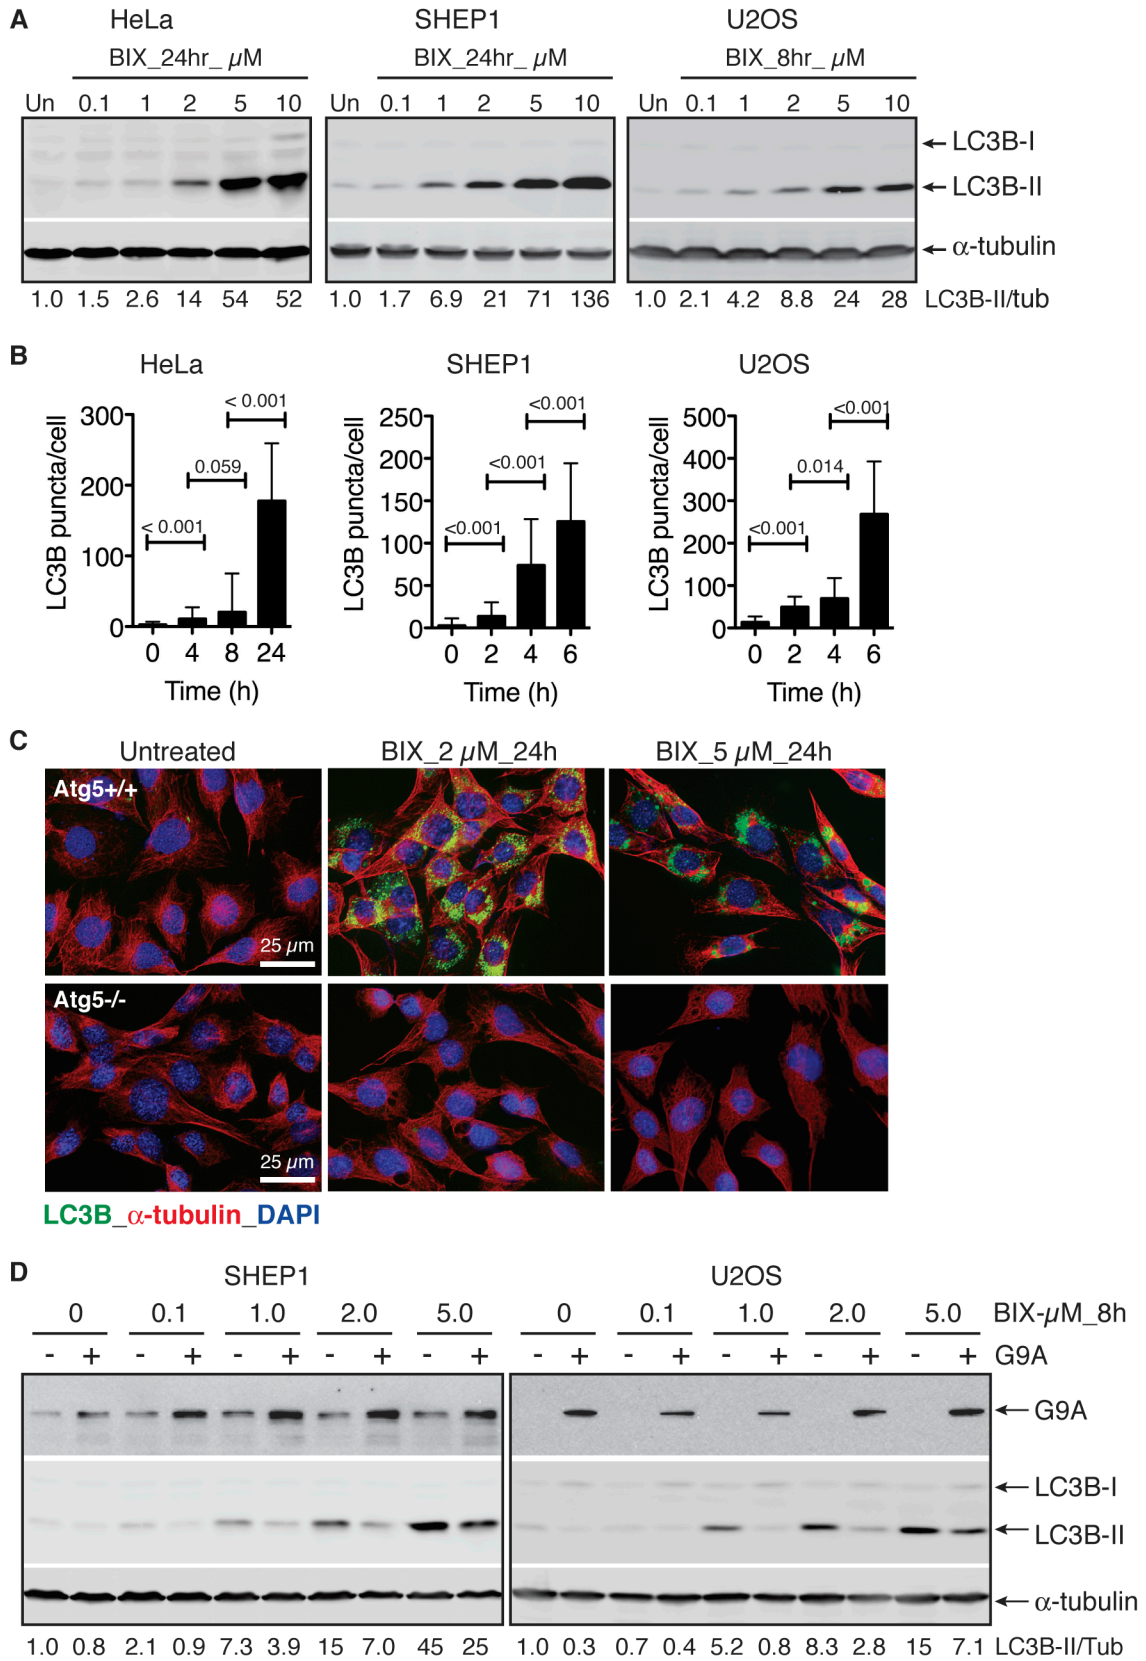 A
HeLa
SHEP1
U2OS
BIX_24hr_ µM
BIX_24hr_ µM
BIX_8hr_ µM
Un 0.1 1 2 5 10
Un 0.1 1 2 5 10
Un 0.1 1 2 5 10
LC3B-I
LC3B-II
α-tubulin
1.0 1.5 2.6 14 54 52
1.0 1.7 6.9 21 71 136
1.0 2.1 4.2 8.8 24 28
LC3B-II/tub
B
HeLa
LC3B puncta/cell
300
200
100
0
< 0.001
0.059
< 0.001
0 4 8 24
Time (h)
SHEP1
LC3B puncta/cell
250
200
150
100
50
0
<0.001
<0.001
<0.001
0 2 4 6
Time (h)
U2OS
LC3B puncta/cell
500
400
300
200
100
0
<0.001
0.014
<0.001
0 2 4 6
Time (h)
C
Untreated
BIX_2 µM_24h
BIX_5 µM_24h
Atg5+/+
25 µm
Atg5-/-
25 µm
LC3B_α-tubulin_DAPI
D
SHEP1
U2OS
0 0.1 1.0 2.0 5.0
0 0.1 1.0 2.0 5.0
BIX-µM_8h
- + - + - + - + - +
- + - + - + - + - +
G9A
G9A
LC3B-I
LC3B-II
α-tubulin
1.0 0.8 2.1 0.9 7.3 3.9 15 7.0 45 25
1.0 0.3 0.7 0.4 5.2 0.8 8.3 2.8 15 7.1
LC3B-II/Tub